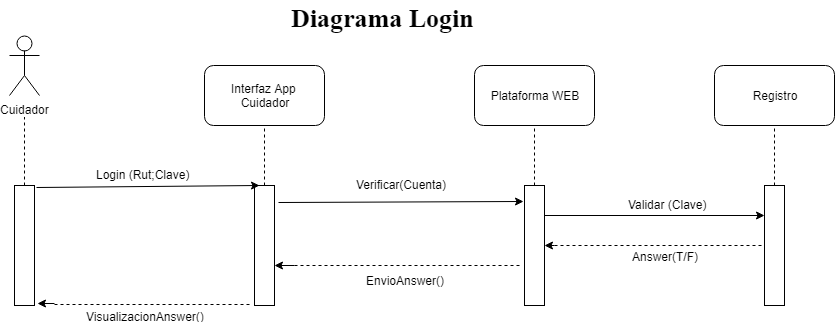 Diagrama Login
Cuidador
Interfaz App
Cuidador
Plataforma WEB
Registro
Login (Rut;Clave)
Verificar(Cuenta)
Validar (Clave)
Answer(T/F)
EnvioAnswer()
VisualizacionAnswer()